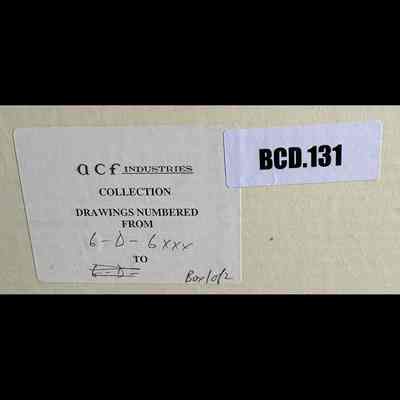 acf INDUSTRIES
COLLECTION
DRAWINGS NUMBERED
FROM
6-D-6xxx
TO
6-D-
Box 1 of 2
BCD.131